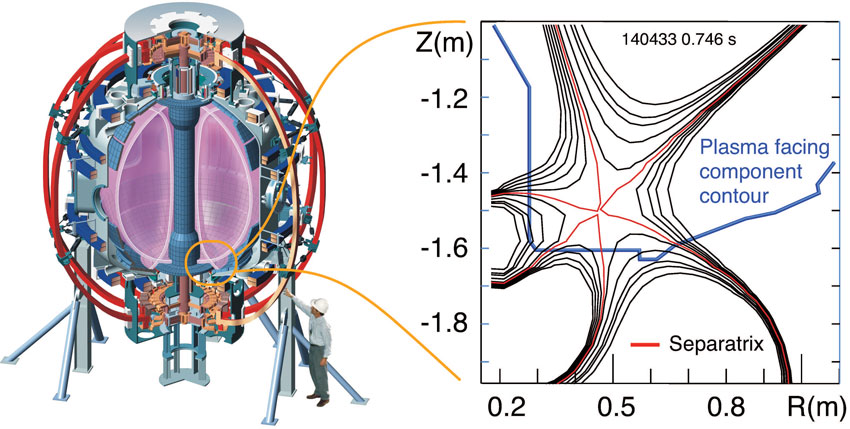 Z(m)
140433 0.746 s
-1.2
Plasma facing
component
contour
-1.4
-1.6
-1.8
Separatrix
0.2 0.5 0.8 R(m)